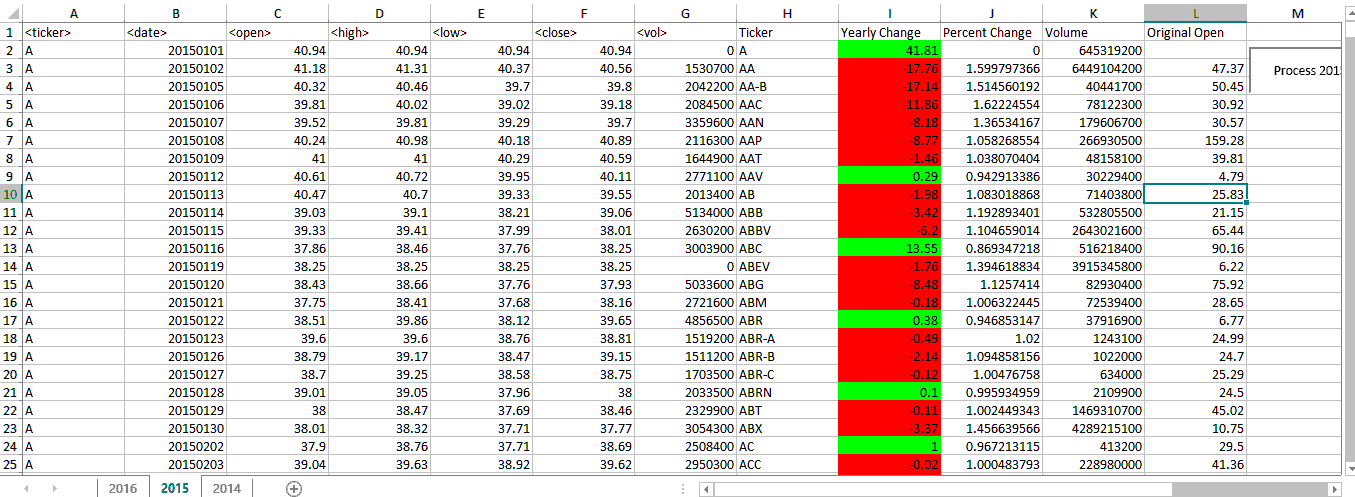 A B C D E F G H I J K L M
1 <ticker> <date> <open> <high> <low> <close> <vol> Ticker Yearly Change Percent Change Volume Original Open
2 A 20150101 40.94 40.94 40.94 40.94 0 A 41.81 0 645319200
3 A 20150102 41.18 41.31 40.37 40.56 1530700 AA -17.76 1.599797366 6449104200 47.37 Process 201
4 A 20150105 40.32 40.46 39.7 39.8 2042200 AA-B -17.14 1.514560192 40441700 50.45
5 A 20150106 39.81 40.02 39.02 39.18 2084500 AAC -11.86 1.62224554 78122300 30.92
6 A 20150107 39.52 39.81 39.29 39.7 3359600 AAN -8.18 1.36534167 179606700 30.57
7 A 20150108 40.24 40.98 40.18 40.89 2116300 AAP -8.77 1.058268554 266930500 159.28
8 A 20150109 41 41 40.29 40.59 1644900 AAT -1.46 1.038070404 48158100 39.81
9 A 20150112 40.61 40.72 39.95 40.11 2771100 AAV 0.29 0.942913386 30229400 4.79
10 A 20150113 40.47 40.7 39.33 39.55 2013400 AB -1.98 1.083018868 71403800 25.83
11 A 20150114 39.03 39.1 38.21 39.06 5134000 ABB -3.42 1.192893401 532805500 21.15
12 A 20150115 39.33 39.41 37.99 38.01 2630200 ABBV -6.2 1.104659014 2643021600 65.44
13 A 20150116 37.86 38.46 37.76 38.25 3003900 ABC 13.55 0.869347218 516218400 90.16
14 A 20150119 38.25 38.25 38.25 38.25 0 ABEV -1.76 1.394618834 3915345800 6.22
15 A 20150120 38.43 38.66 37.76 37.93 5033600 ABG -8.48 1.1257414 82930400 75.92
16 A 20150121 37.75 38.41 37.68 38.16 2721600 ABM -0.18 1.006322445 72539400 28.65
17 A 20150122 38.51 39.86 38.12 39.65 4856500 ABR 0.38 0.946853147 37916900 6.77
18 A 20150123 39.6 39.6 38.76 38.81 1519200 ABR-A -0.49 1.02 1243100 24.99
19 A 20150126 38.79 39.17 38.47 39.15 1511200 ABR-B -2.14 1.094858156 1022000 24.7
20 A 20150127 38.7 39.25 38.58 38.75 1703500 ABR-C -0.12 1.00476758 634000 25.29
21 A 20150128 39.01 39.05 37.96 38 2033500 ABRN 0.1 0.995934959 2109900 24.5
22 A 20150129 38 38.47 37.69 38.46 2329900 ABT -0.11 1.002449343 1469310700 45.02
23 A 20150130 38.01 38.32 37.71 37.77 3054300 ABX -3.37 1.456639566 4289215100 10.75
24 A 20150202 37.9 38.76 37.71 38.69 2508400 AC 1 0.967213115 413200 29.5
25 A 20150203 39.04 39.63 38.92 39.62 2950300 ACC -0.02 1.000483793 228980000 41.36
2016 2015 2014